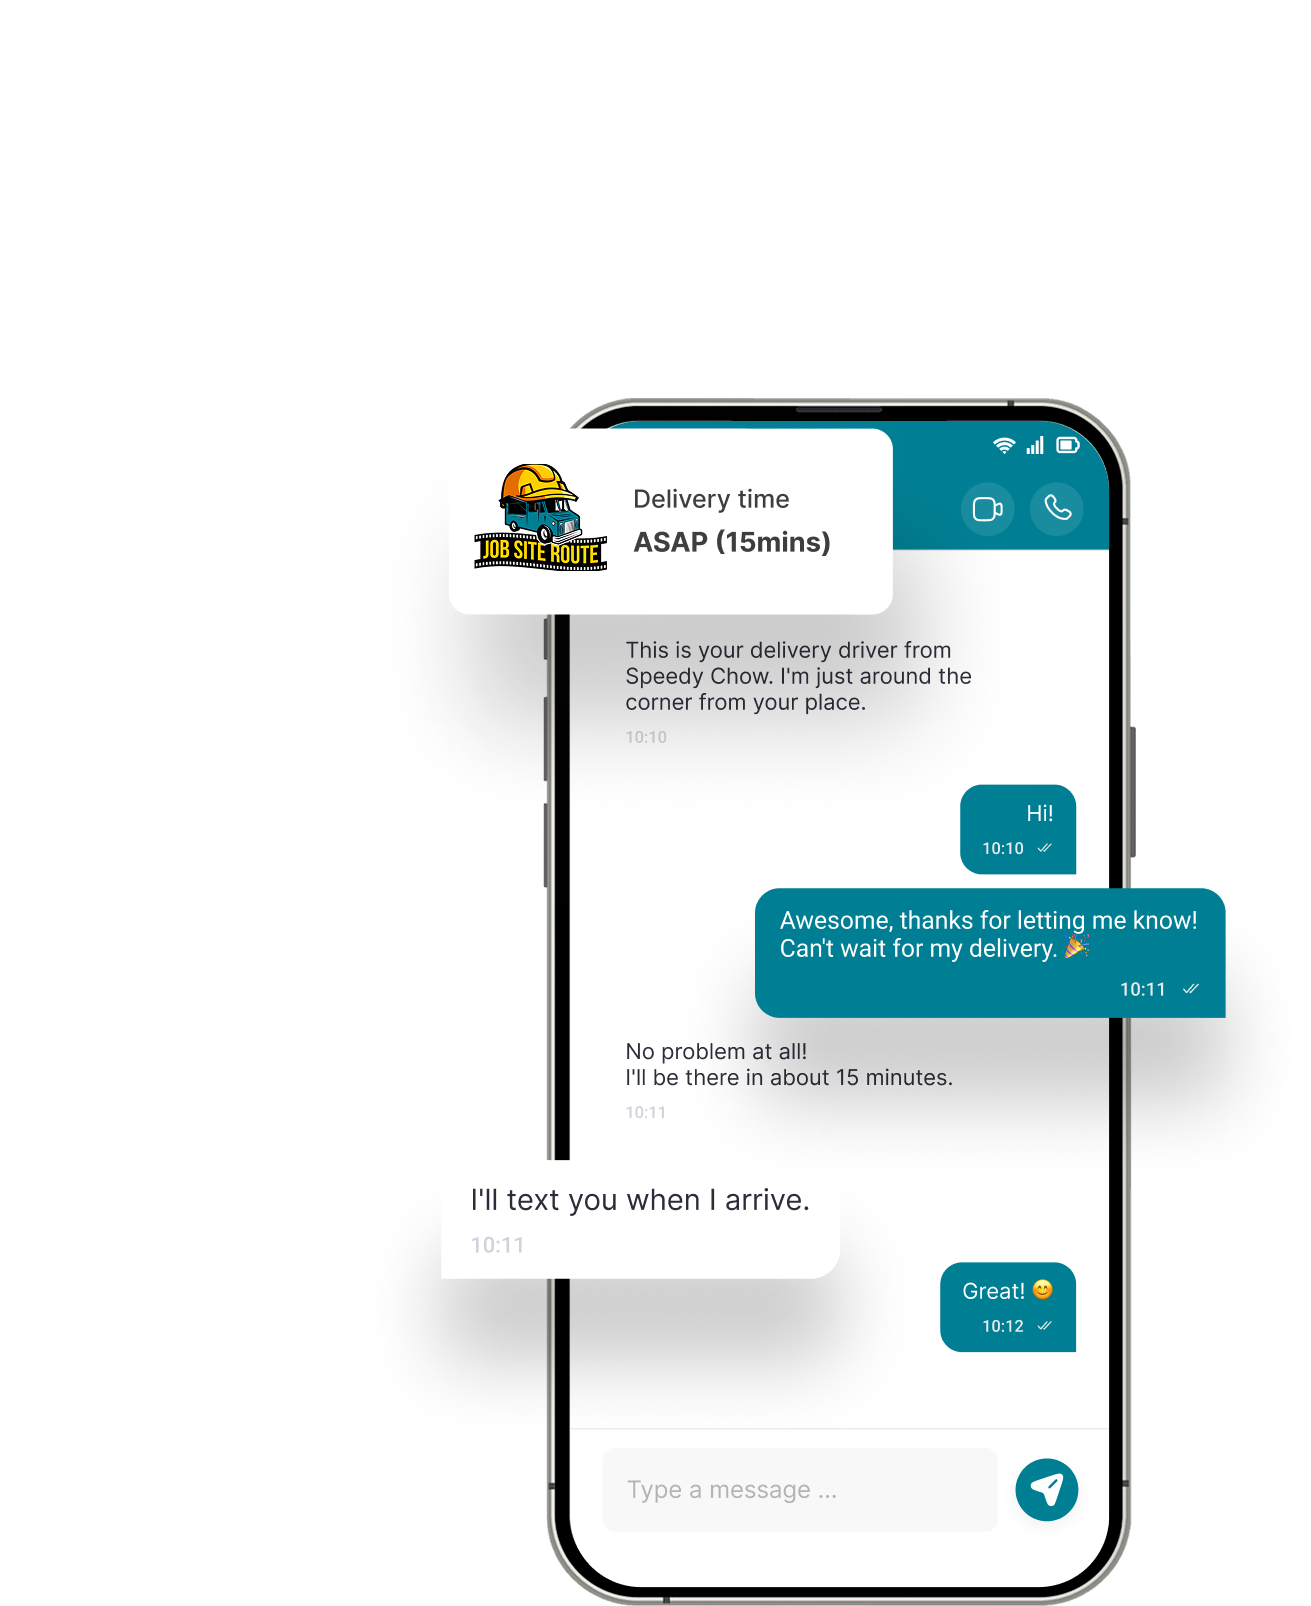 Delivery time
ASAP (15mins)
JOB SITE ROUTE
This is your delivery driver from
Speedy Chow. I'm just around the
corner from your place.
10:10
Hi!
10:10
Awesome, thanks for letting me know!
Can't wait for my delivery. 🎉
10:11
No problem at all!
I'll be there in about 15 minutes.
10:11
I'll text you when I arrive.
10:11
Great! 😊
10:12
Type a message ...